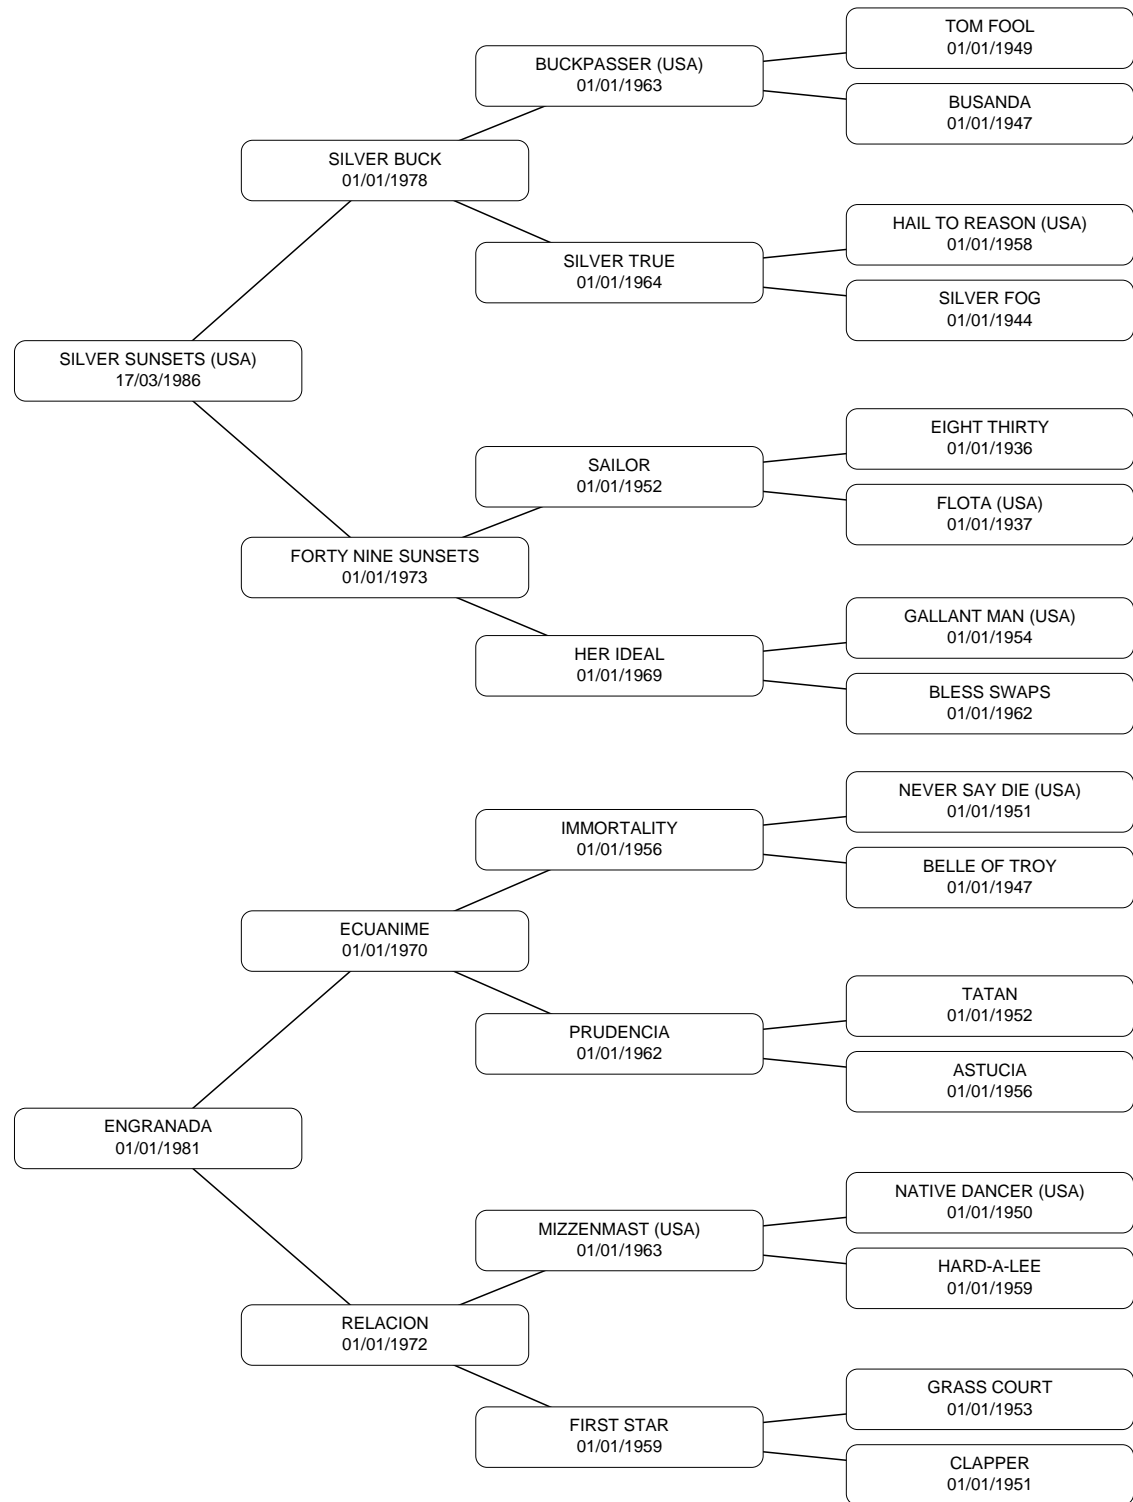 TOM FOOL
01/01/1949
BUCKPASSER (USA)
01/01/1963
BUSANDA
01/01/1947
SILVER BUCK
01/01/1978
HAIL TO REASON (USA)
01/01/1958
SILVER TRUE
01/01/1964
SILVER FOG
01/01/1944
SILVER SUNSETS (USA)
17/03/1986
EIGHT THIRTY
01/01/1936
SAILOR
01/01/1952
FLOTA (USA)
01/01/1937
FORTY NINE SUNSETS
01/01/1973
GALLANT MAN (USA)
01/01/1954
HER IDEAL
01/01/1969
BLESS SWAPS
01/01/1962
NEVER SAY DIE (USA)
01/01/1951
IMMORTALITY
01/01/1956
BELLE OF TROY
01/01/1947
ECUANIME
01/01/1970
TATAN
01/01/1952
PRUDENCIA
01/01/1962
ASTUCIA
01/01/1956
ENGRANADA
01/01/1981
NATIVE DANCER (USA)
01/01/1950
MIZZENMAST (USA)
01/01/1963
HARD-A-LEE
01/01/1959
RELACION
01/01/1972
GRASS COURT
01/01/1953
FIRST STAR
01/01/1959
CLAPPER
01/01/1951